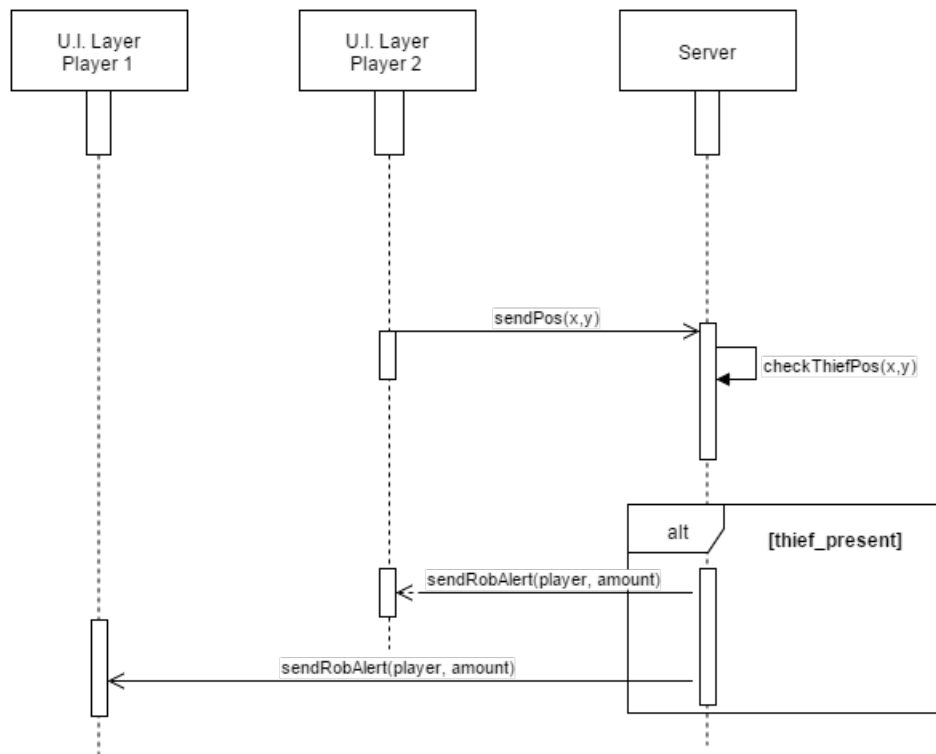 U.I. Layer
Player 1
U.I. Layer
Player 2
Server
sendPos(x,y)
checkThiefPos(x,y)
alt
[thief_present]
sendRobAlert(player, amount)
sendRobAlert(player, amount)